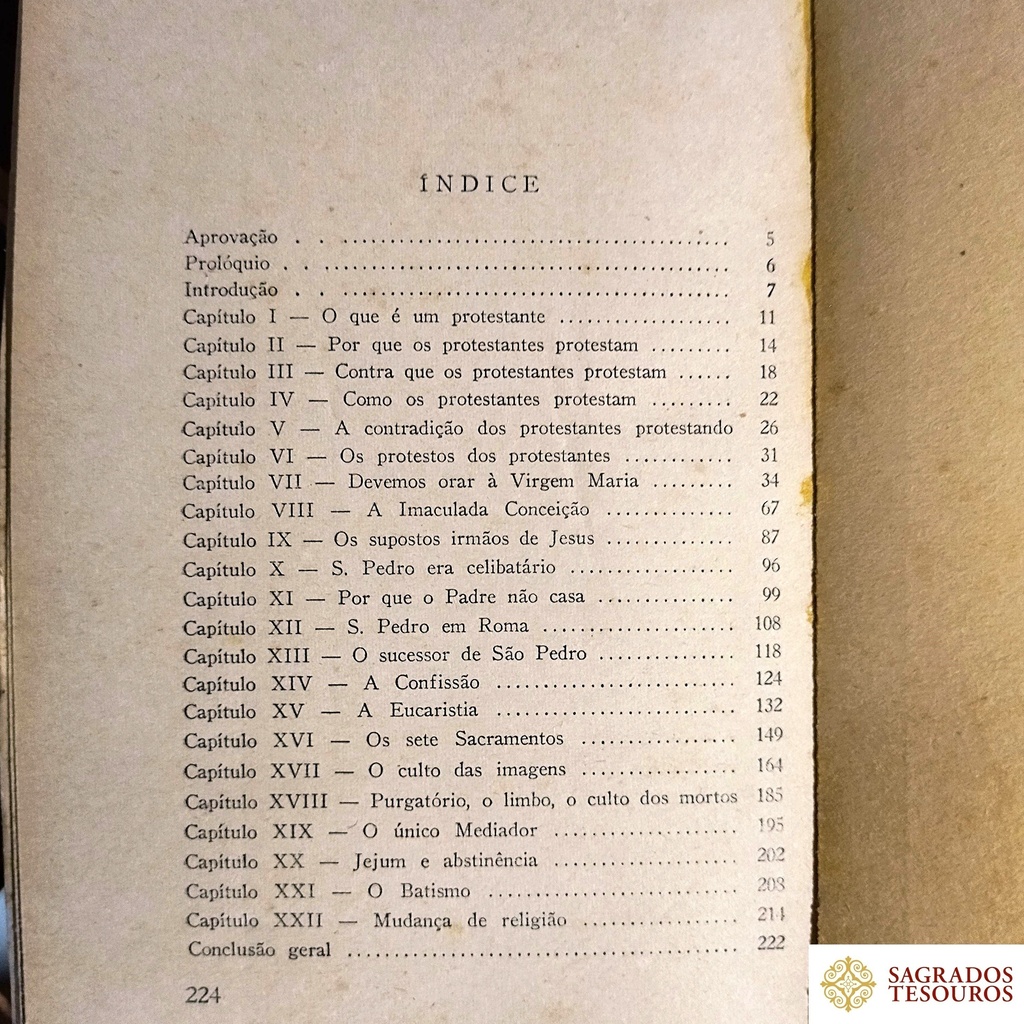 ÍNDICE
Aprovação . . ........................................ 5
Prolóquio . . .......................................... 6
Introdução . . ........................................ 7
Capítulo I — O que é um protestante ................... 11
Capítulo II — Por que os protestantes protestam ......... 14
Capítulo III — Contra que os protestantes protestam ...... 18
Capítulo IV — Como os protestantes protestam ......... 22
Capítulo V — A contradição dos protestantes protestando 26
Capítulo VI — Os protestos dos protestantes ............ 31
Capítulo VII — Devemos orar à Virgem Maria ......... 34
Capítulo VIII — A Imaculada Conceição .............. 67
Capítulo IX — Os supostos irmãos de Jesus .............. 87
Capítulo X — S. Pedro era celibatário .................. 96
Capítulo XI — Por que o Padre não casa ............... 99
Capítulo XII — S. Pedro em Roma ..................... 108
Capítulo XIII — O sucessor de São Pedro ............... 118
Capítulo XIV — A Confissão .......................... 124
Capítulo XV — A Eucaristia .......................... 132
Capítulo XVI — Os sete Sacramentos ................. 149
Capítulo XVII — O culto das imagens ................. 164
Capítulo XVIII — Purgatório, o limbo, o culto dos mortos 185
Capítulo XIX — O único Mediador .................... 195
Capítulo XX — Jejum e abstinência .................... 202
Capítulo XXI — O Batismo ........................... 208
Capítulo XXII — Mudança de religião ................. 214
Conclusão geral ........................................ 222
224
SAGRADOS
TESOUROS